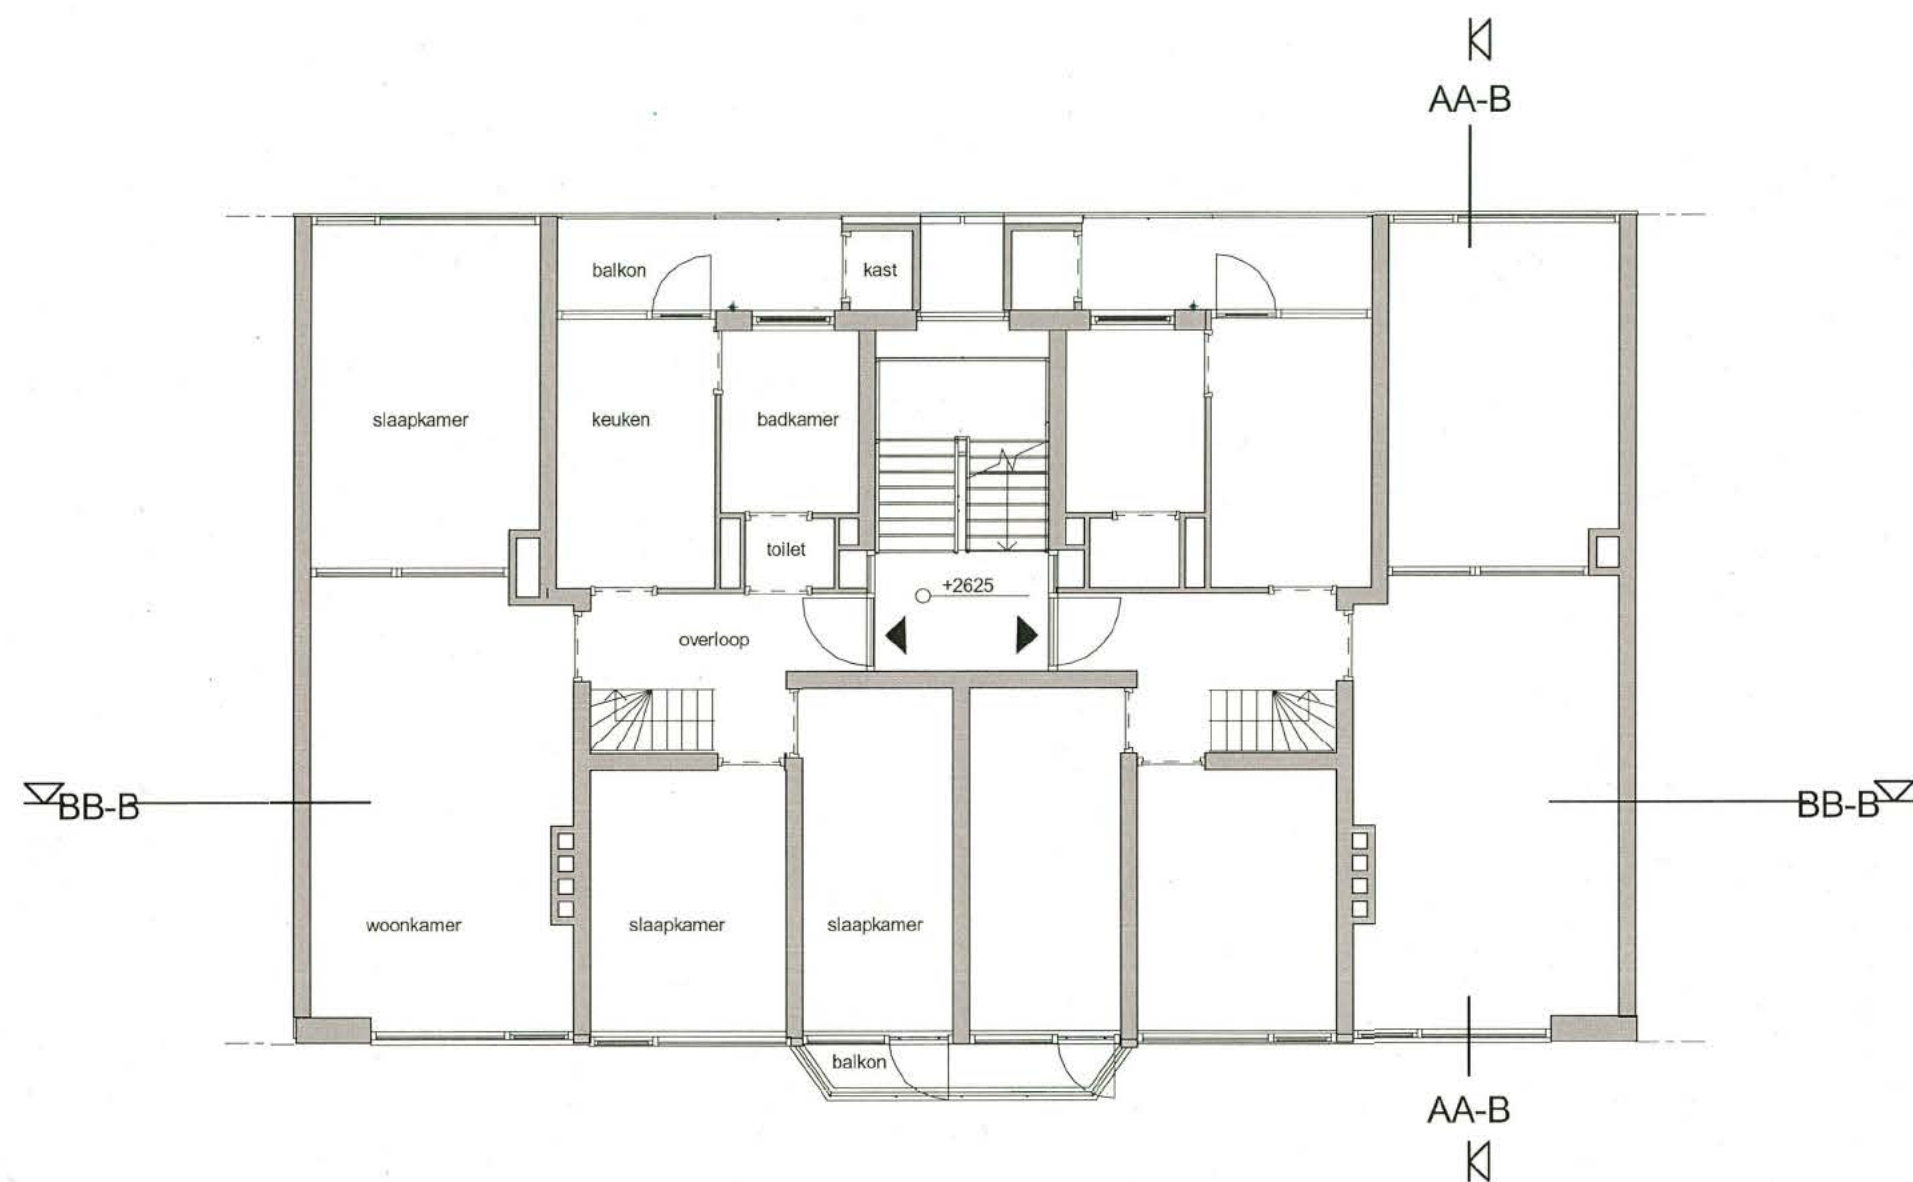 AA-B
balkon
kast
slaapkamer
keuken
badkamer
toilet
+2625
overloop
BB-B
BB-B
woonkamer
slaapkamer
slaapkamer
balkon
AA-B